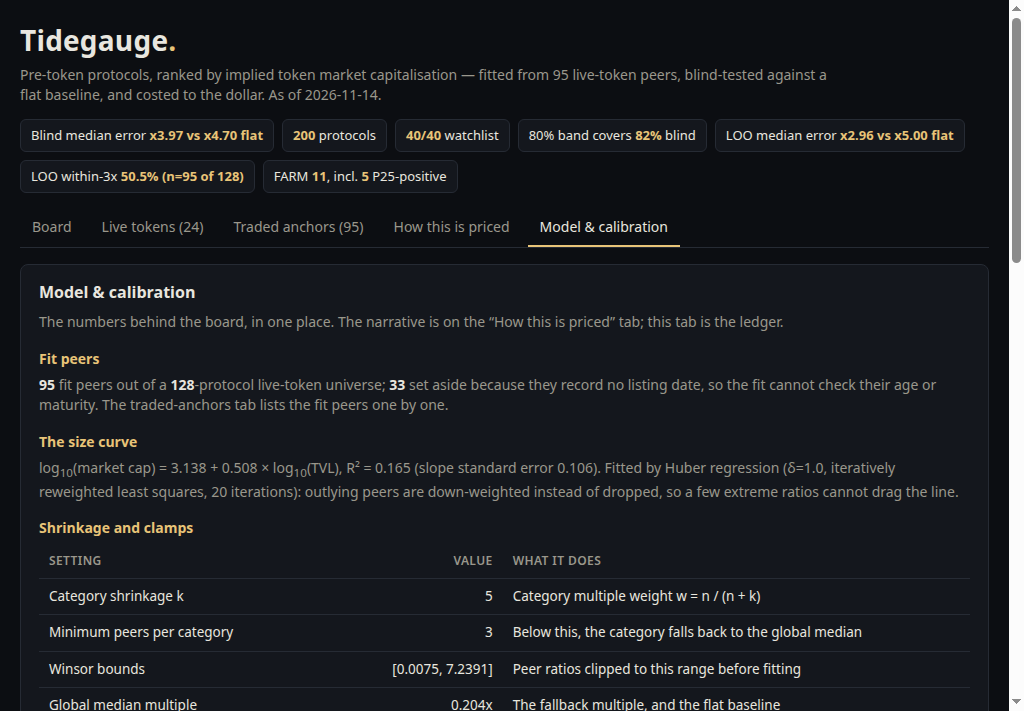 Tidegauge.
Pre-token protocols, ranked by implied token market capitalisation — fitted from 95 live-token peers, blind-tested against a
flat baseline, and costed to the dollar. As of 2026-11-14.
Blind median error x3.97 vs x4.70 flat
200 protocols
40/40 watchlist
80% band covers 82% blind
LOO median error x2.96 vs x5.00 flat
LOO within-3x 50.5% (n=95 of 128)
FARM 11, incl. 5 P25-positive
Board
Live tokens (24)
Traded anchors (95)
How this is priced
Model & calibration
Model & calibration
The numbers behind the board, in one place. The narrative is on the “How this is priced” tab; this tab is the ledger.
Fit peers
95 fit peers out of a 128-protocol live-token universe; 33 set aside because they record no listing date, so the fit cannot check their age or
maturity. The traded-anchors tab lists the fit peers one by one.
The size curve
log10(market cap) = 3.138 + 0.508 × log10(TVL), R² = 0.165 (slope standard error 0.106). Fitted by Huber regression (δ=1.0, iteratively
reweighted least squares, 20 iterations): outlying peers are down-weighted instead of dropped, so a few extreme ratios cannot drag the line.
Shrinkage and clamps
SETTING VALUE WHAT IT DOES
Category shrinkage k 5 Category multiple weight w = n / (n + k)
Minimum peers per category 3 Below this, the category falls back to the global median
Winsor bounds [0.0075, 7.2391] Peer ratios clipped to this range before fitting
Global median multiple 0.204x The fallback multiple, and the flat baseline